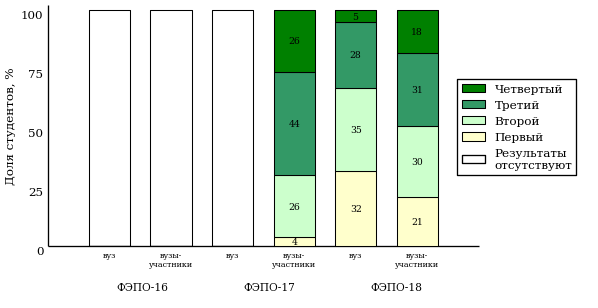 Доля студентов, %
100
75
50
25
0
26
44
26
4
5
28
35
32
18
31
30
21
вуз
вузы-
участники
вуз
вузы-
участники
вуз
вузы-
участники
ФЭПО-16
ФЭПО-17
ФЭПО-18
Четвертый
Третий
Второй
Первый
Результаты
отсутствуют